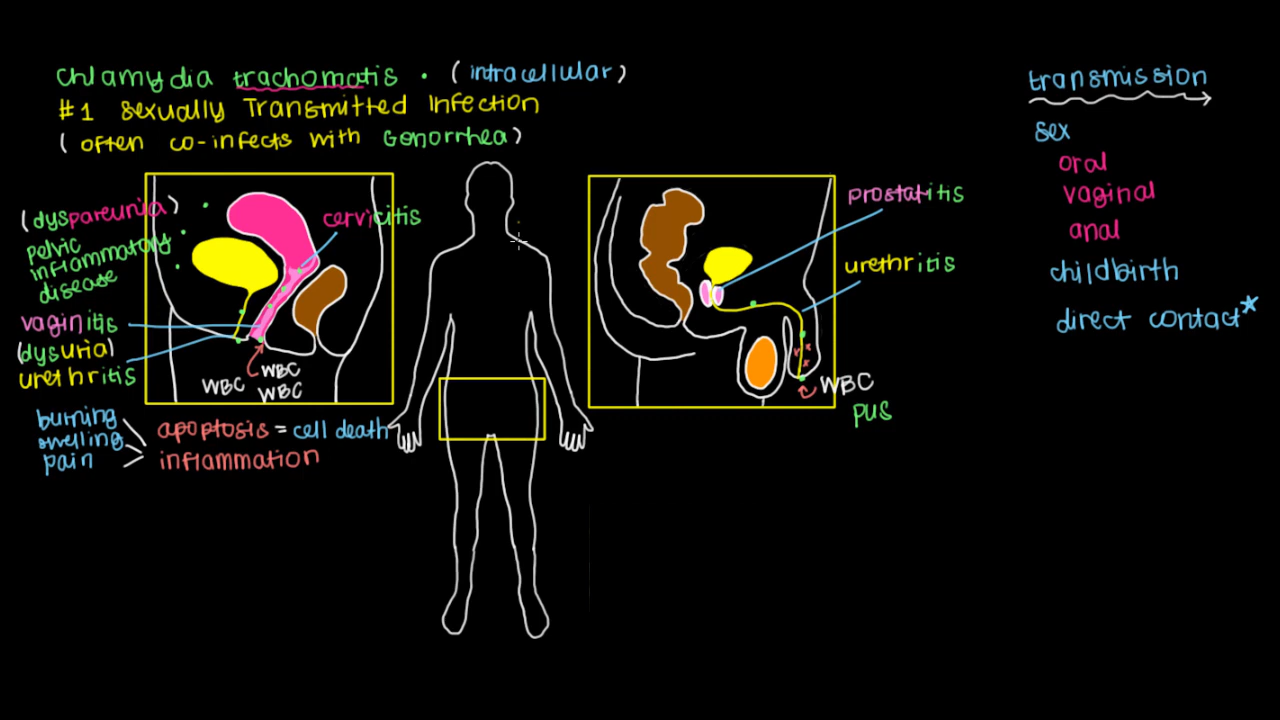 Chlamydia trachomatis . (intracellular)
#1 Sexually Transmitted Infection
(often co-infects with Gonorrhea)
(dyspareunia)
pelvic
inflammatory
disease
vaginitis
(dysuria)
urethritis
cervicitis
WBC
WBC
WBC
burning
swelling
pain
apoptosis = cell death
inflammation
prostatitis
urethritis
WBC
pus
transmission
sex
oral
vaginal
anal
childbirth
direct contact*